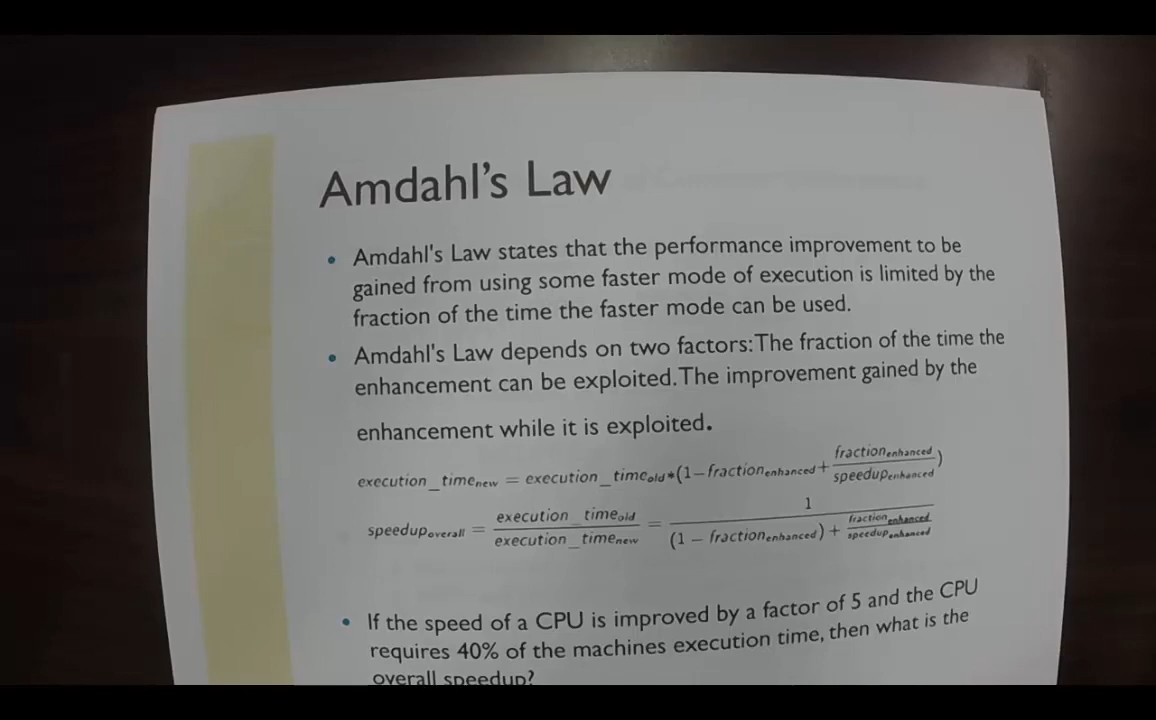 Amdahl's Law
• Amdahl's Law states that the performance improvement to be
gained from using some faster mode of execution is limited by the
fraction of the time the faster mode can be used.
• Amdahl's Law depends on two factors:The fraction of the time the
enhancement can be exploited.The improvement gained by the
enhancement while it is exploited.
execution_time_new = execution_time_old*(1−fraction_enhanced+fraction_enhanced/speedup_enhanced)
speedup_overall = execution_time_old/execution_time_new = 1/((1 − fraction_enhanced) + fraction_enhanced/speedup_enhanced)
• If the speed of a CPU is improved by a factor of 5 and the CPU
requires 40% of the machines execution time, then what is the
overall speedup?